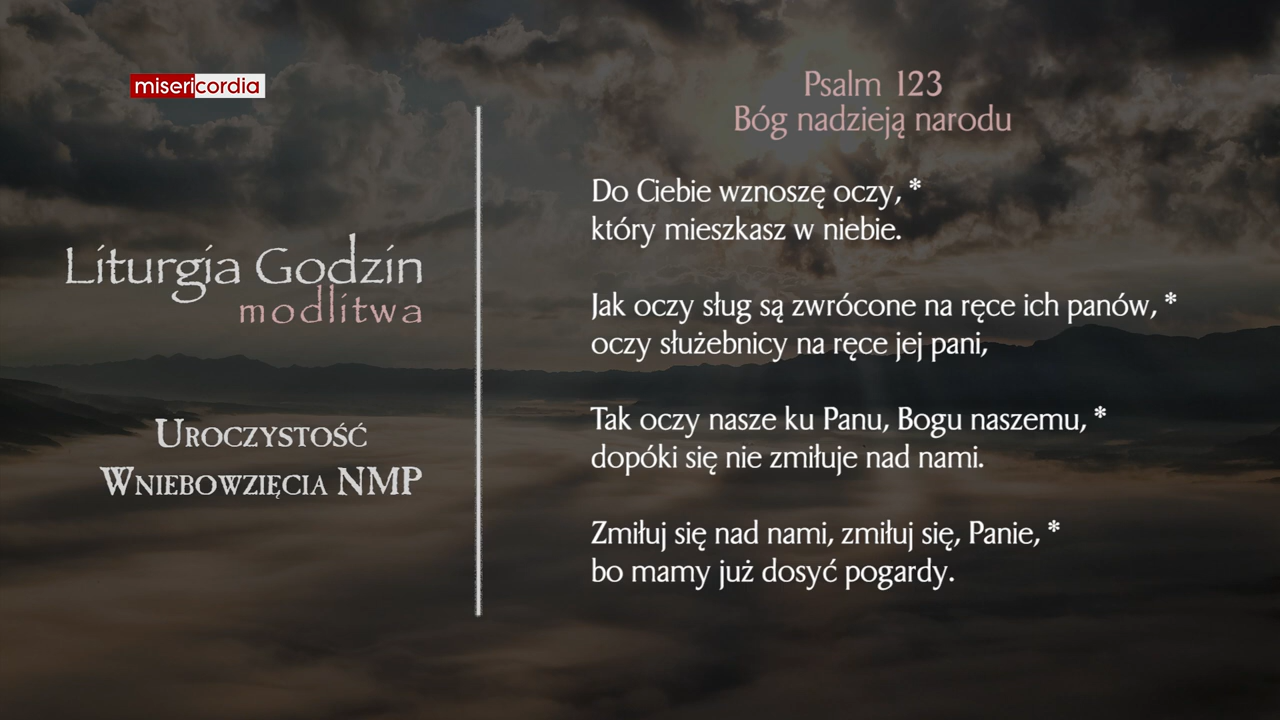 misericordia
Liturgia Godzin
modlitwa
Uroczystość
Wniebowzięcia NMP
Psalm 123
Bóg nadzieją narodu
Do Ciebie wznoszę oczy, *
który mieszkasz w niebie.
Jak oczy sług są zwrócone na ręce ich panów, *
oczy służebnicy na ręce jej pani,
Tak oczy nasze ku Panu, Bogu naszemu, *
dopóki się nie zmiłuje nad nami.
Zmiłuj się nad nami, zmiłuj się, Panie, *
bo mamy już dosyć pogardy.